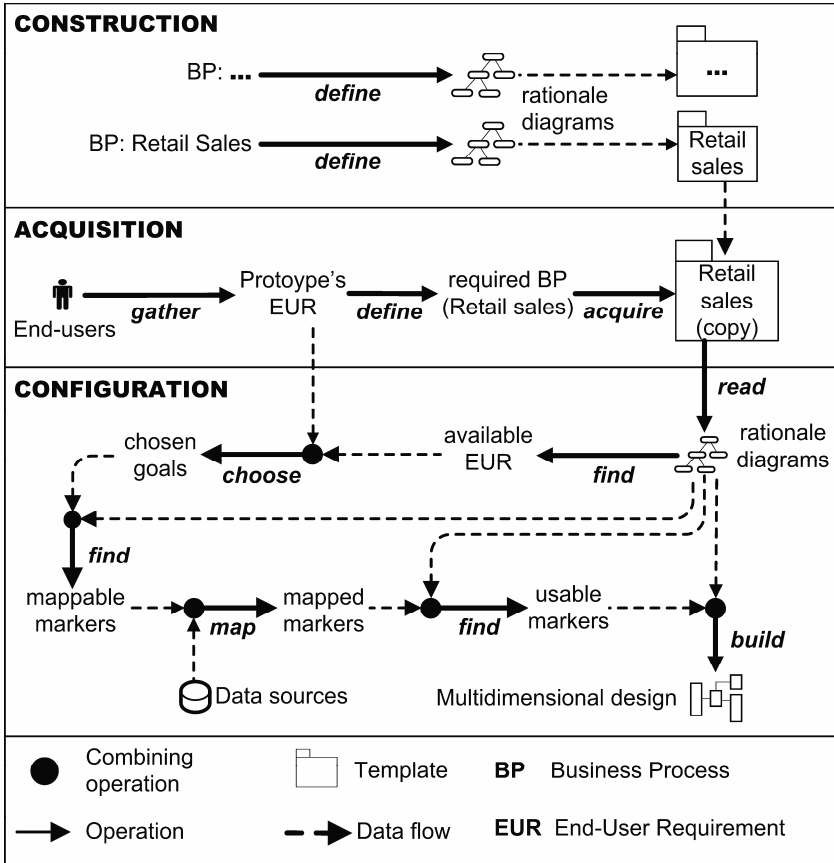 CONSTRUCTION
BP: ...
define
rationale
diagrams
...
BP: Retail Sales
define
Retail
sales
ACQUISITION
End-users
gather
Protoype's
EUR
define
required BP
(Retail sales)
acquire
Retail
sales
(copy)
CONFIGURATION
read
chosen
goals
choose
available
EUR
find
rationale
diagrams
find
mappable
markers
map
mapped
markers
find
usable
markers
build
Data sources
Multidimensional design
Combining
operation
Template
BP Business Process
Operation
Data flow
EUR End-User Requirement